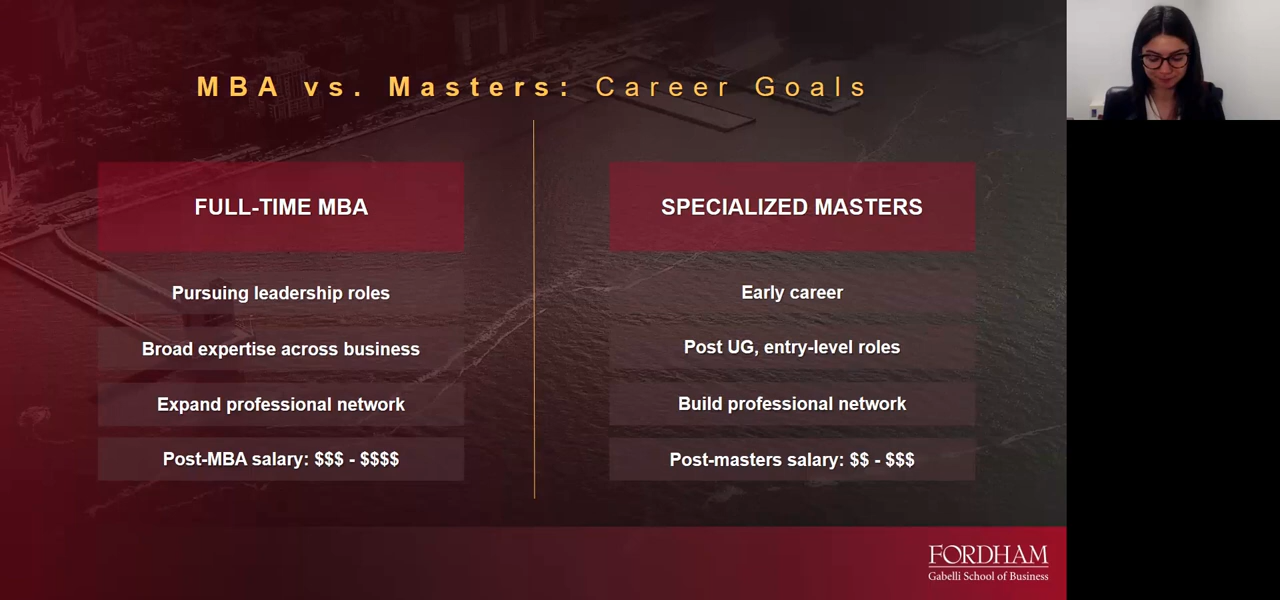 MBA vs. Masters: Career Goals
FULL-TIME MBA
Pursuing leadership roles
Broad expertise across business
Expand professional network
Post-MBA salary: $$$ - $$$$
SPECIALIZED MASTERS
Early career
Post UG, entry-level roles
Build professional network
Post-masters salary: $$ - $$$
FORDHAM
Gabelli School of Business